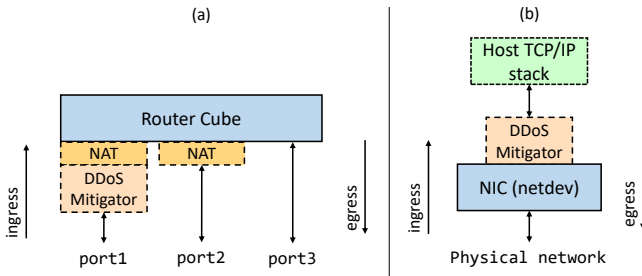 (a)
Router Cube
NAT
NAT
DDoS
Mitigator
ingress
egress
port1
port2
port3
(b)
Host TCP/IP
stack
DDoS
Mitigator
NIC (netdev)
ingress
egress
Physical network